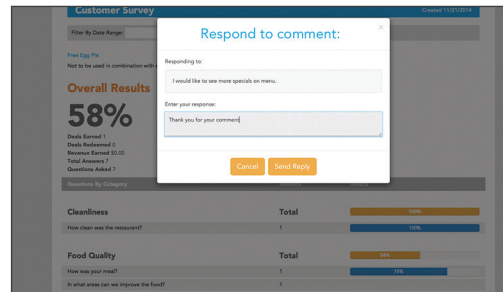 Customer Survey
Created 11/21/2014
Filter By Date Range:
Respond to comment:
×
Free Egg Pie
Not to be used in combination with
Responding to:
I would like to see more specials on menu.
Overall Results
Enter your response:
Thank you for your comment
58%
Deals Earned 1
Deals Redeemed 0
Revenue Earned $0.00
Total Answers 7
Questions Asked 7
Cancel
Send Reply
Questions By Category
Cleanliness
Total
100%
How clean was the restaurant?
1
100%
Food Quality
Total
54%
How was your meal?
1
75%
In what areas can we improve the food?
1